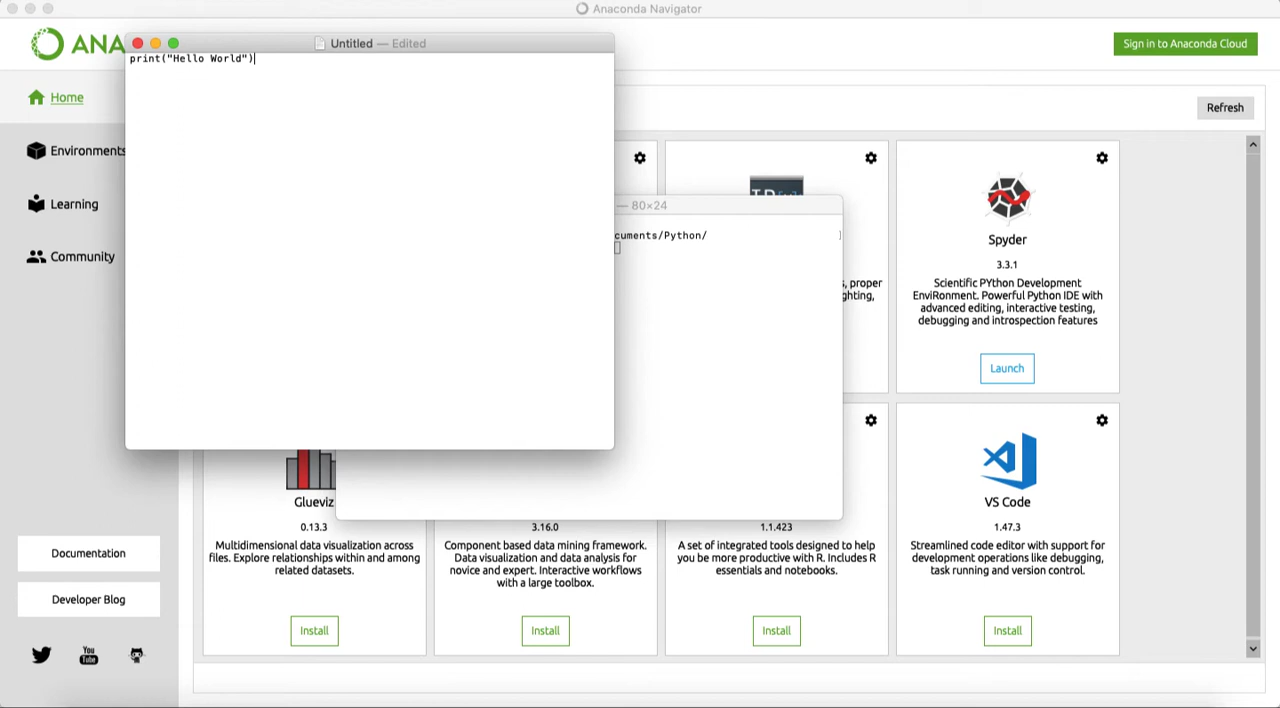 Anaconda Navigator
ANA
Untitled — Edited
print("Hello World")
Sign in to Anaconda Cloud
Home
Refresh
Environments
Learning
Community
— 80×24
cuments/Python/
Spyder
3.3.1
Scientific PYthon Development
EnviRonment. Powerful Python IDE with
advanced editing, interactive testing,
debugging and introspection features
Launch
, proper
ghting,
Glueviz
0.13.3
Multidimensional data visualization across
files. Explore relationships within and among
related datasets.
Install
3.16.0
Component based data mining framework.
Data visualization and data analysis for
novice and expert. Interactive workflows
with a large toolbox.
Install
1.1.423
A set of integrated tools designed to help
you be more productive with R. Includes R
essentials and notebooks.
Install
VS Code
1.47.3
Streamlined code editor with support for
development operations like debugging,
task running and version control.
Install
Documentation
Developer Blog
You
Tube